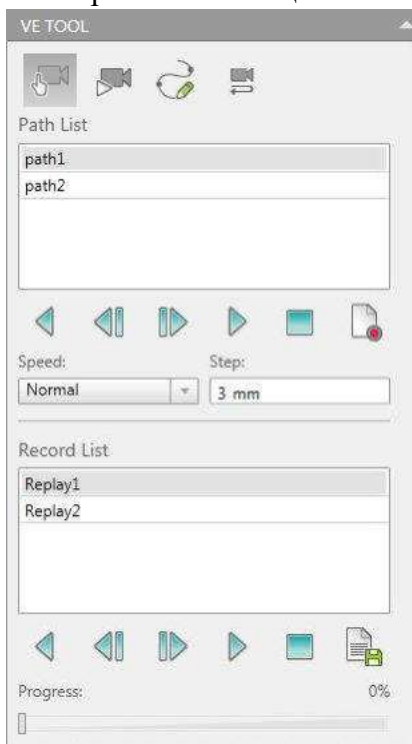 VE TOOL
Path List
path1
path2
Speed: Step:
Normal 3 mm
Record List
Replay1
Replay2
Progress: 0%